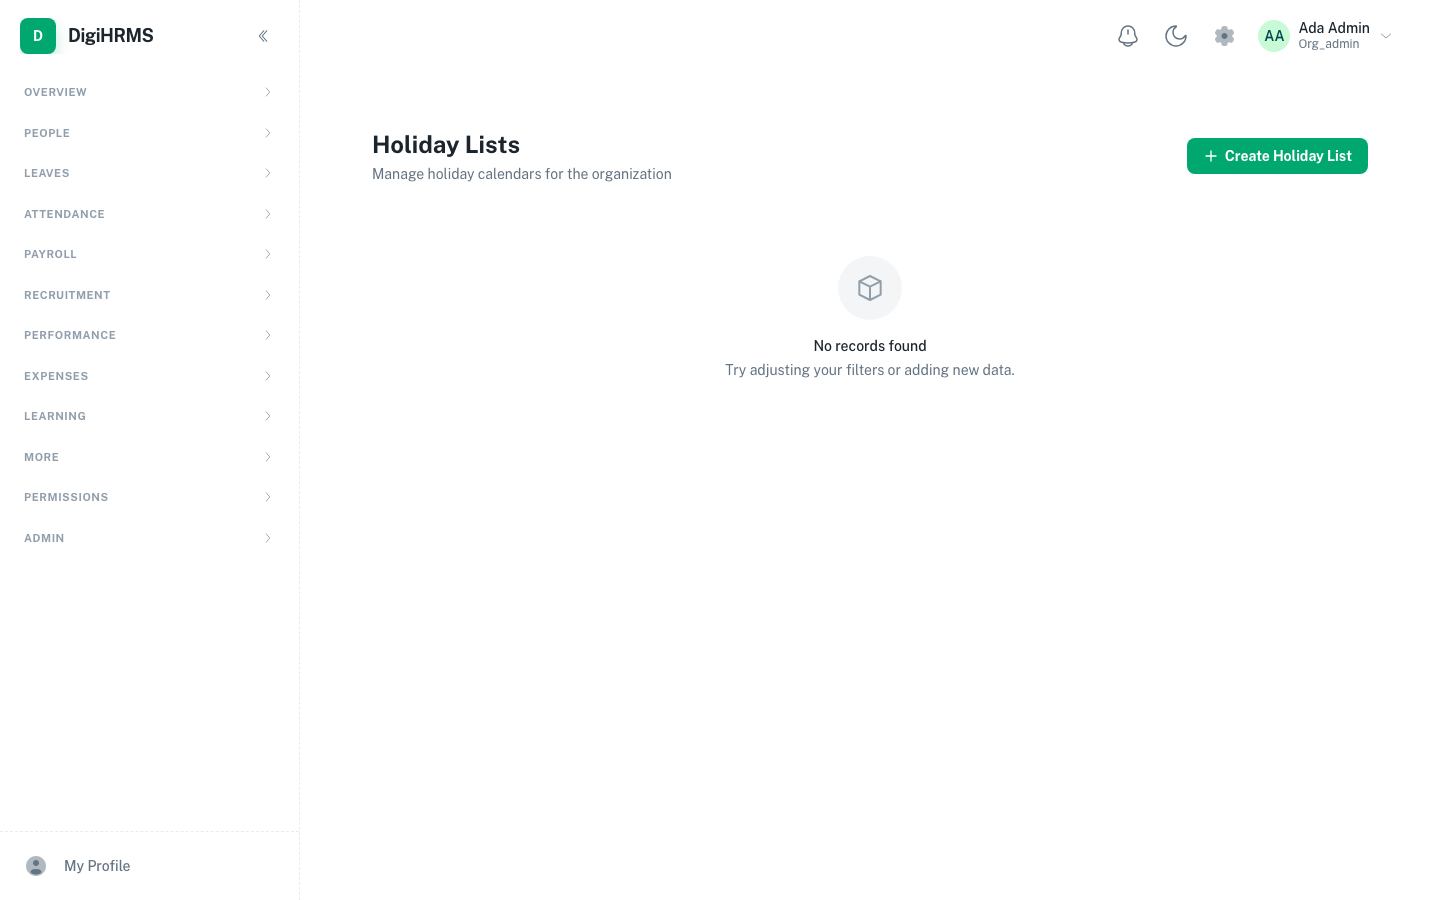 D
DigiHRMS
AA
Ada Admin
Org_admin
OVERVIEW
PEOPLE
LEAVES
ATTENDANCE
PAYROLL
RECRUITMENT
PERFORMANCE
EXPENSES
LEARNING
MORE
PERMISSIONS
ADMIN
My Profile
Holiday Lists
Manage holiday calendars for the organization
Create Holiday List
No records found
Try adjusting your filters or adding new data.